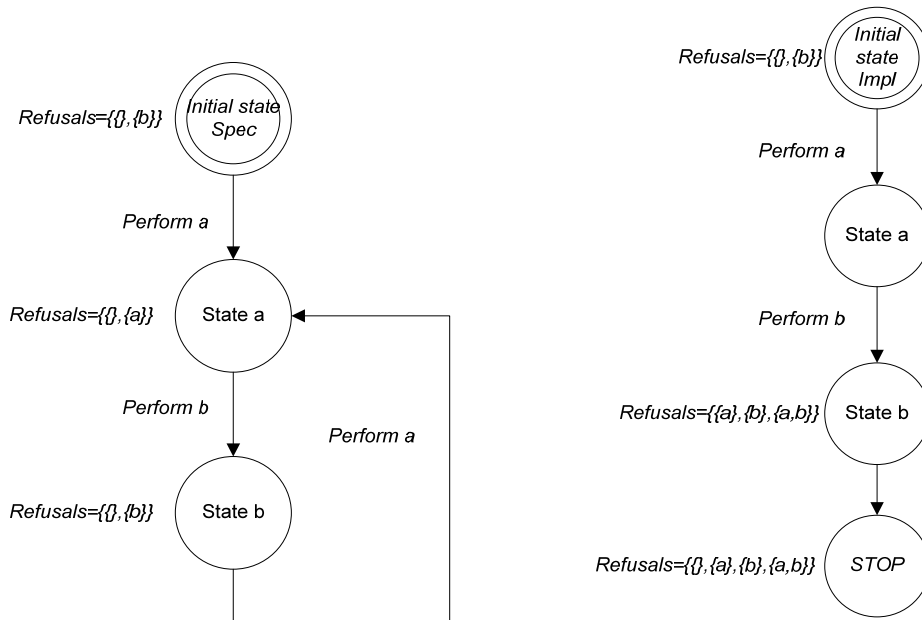 Initial state
Spec
Refusals={{},{b}}
Perform a
State a
Refusals={{},{a}}
Perform b
Perform a
State b
Refusals={{},{b}}
Initial
state
Impl
Refusals={{},{b}}
Perform a
State a
Perform b
State b
Refusals={{a},{b},{a,b}}
STOP
Refusals={{},{a},{b},{a,b}}